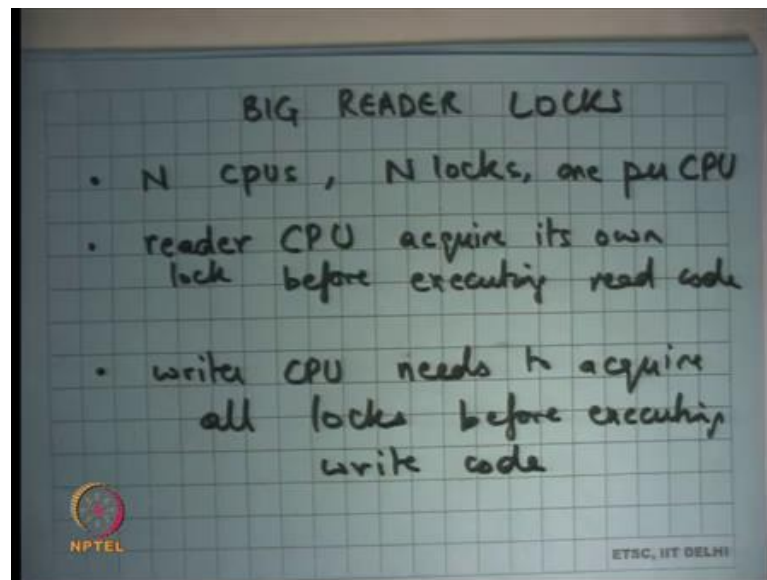 BIG READER LOCKS
• N CPUs, N locks, one per CPU
• reader CPU acquire its own
lock before executing read code
• writer CPU needs to acquire
all locks before executing
write code
NPTEL
ETSC, IIT DELHI